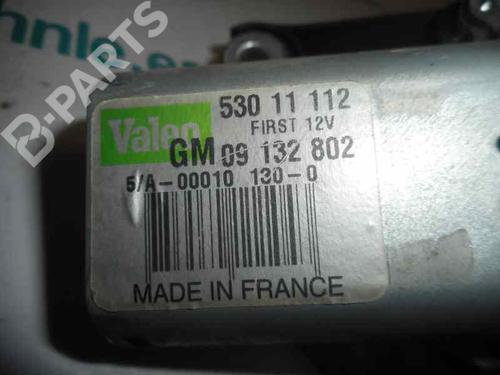 B-PARTS
Valeo
530 11 112
FIRST 12V
GM 09 132 802
5/A-00010 130-0
MADE IN FRANCE